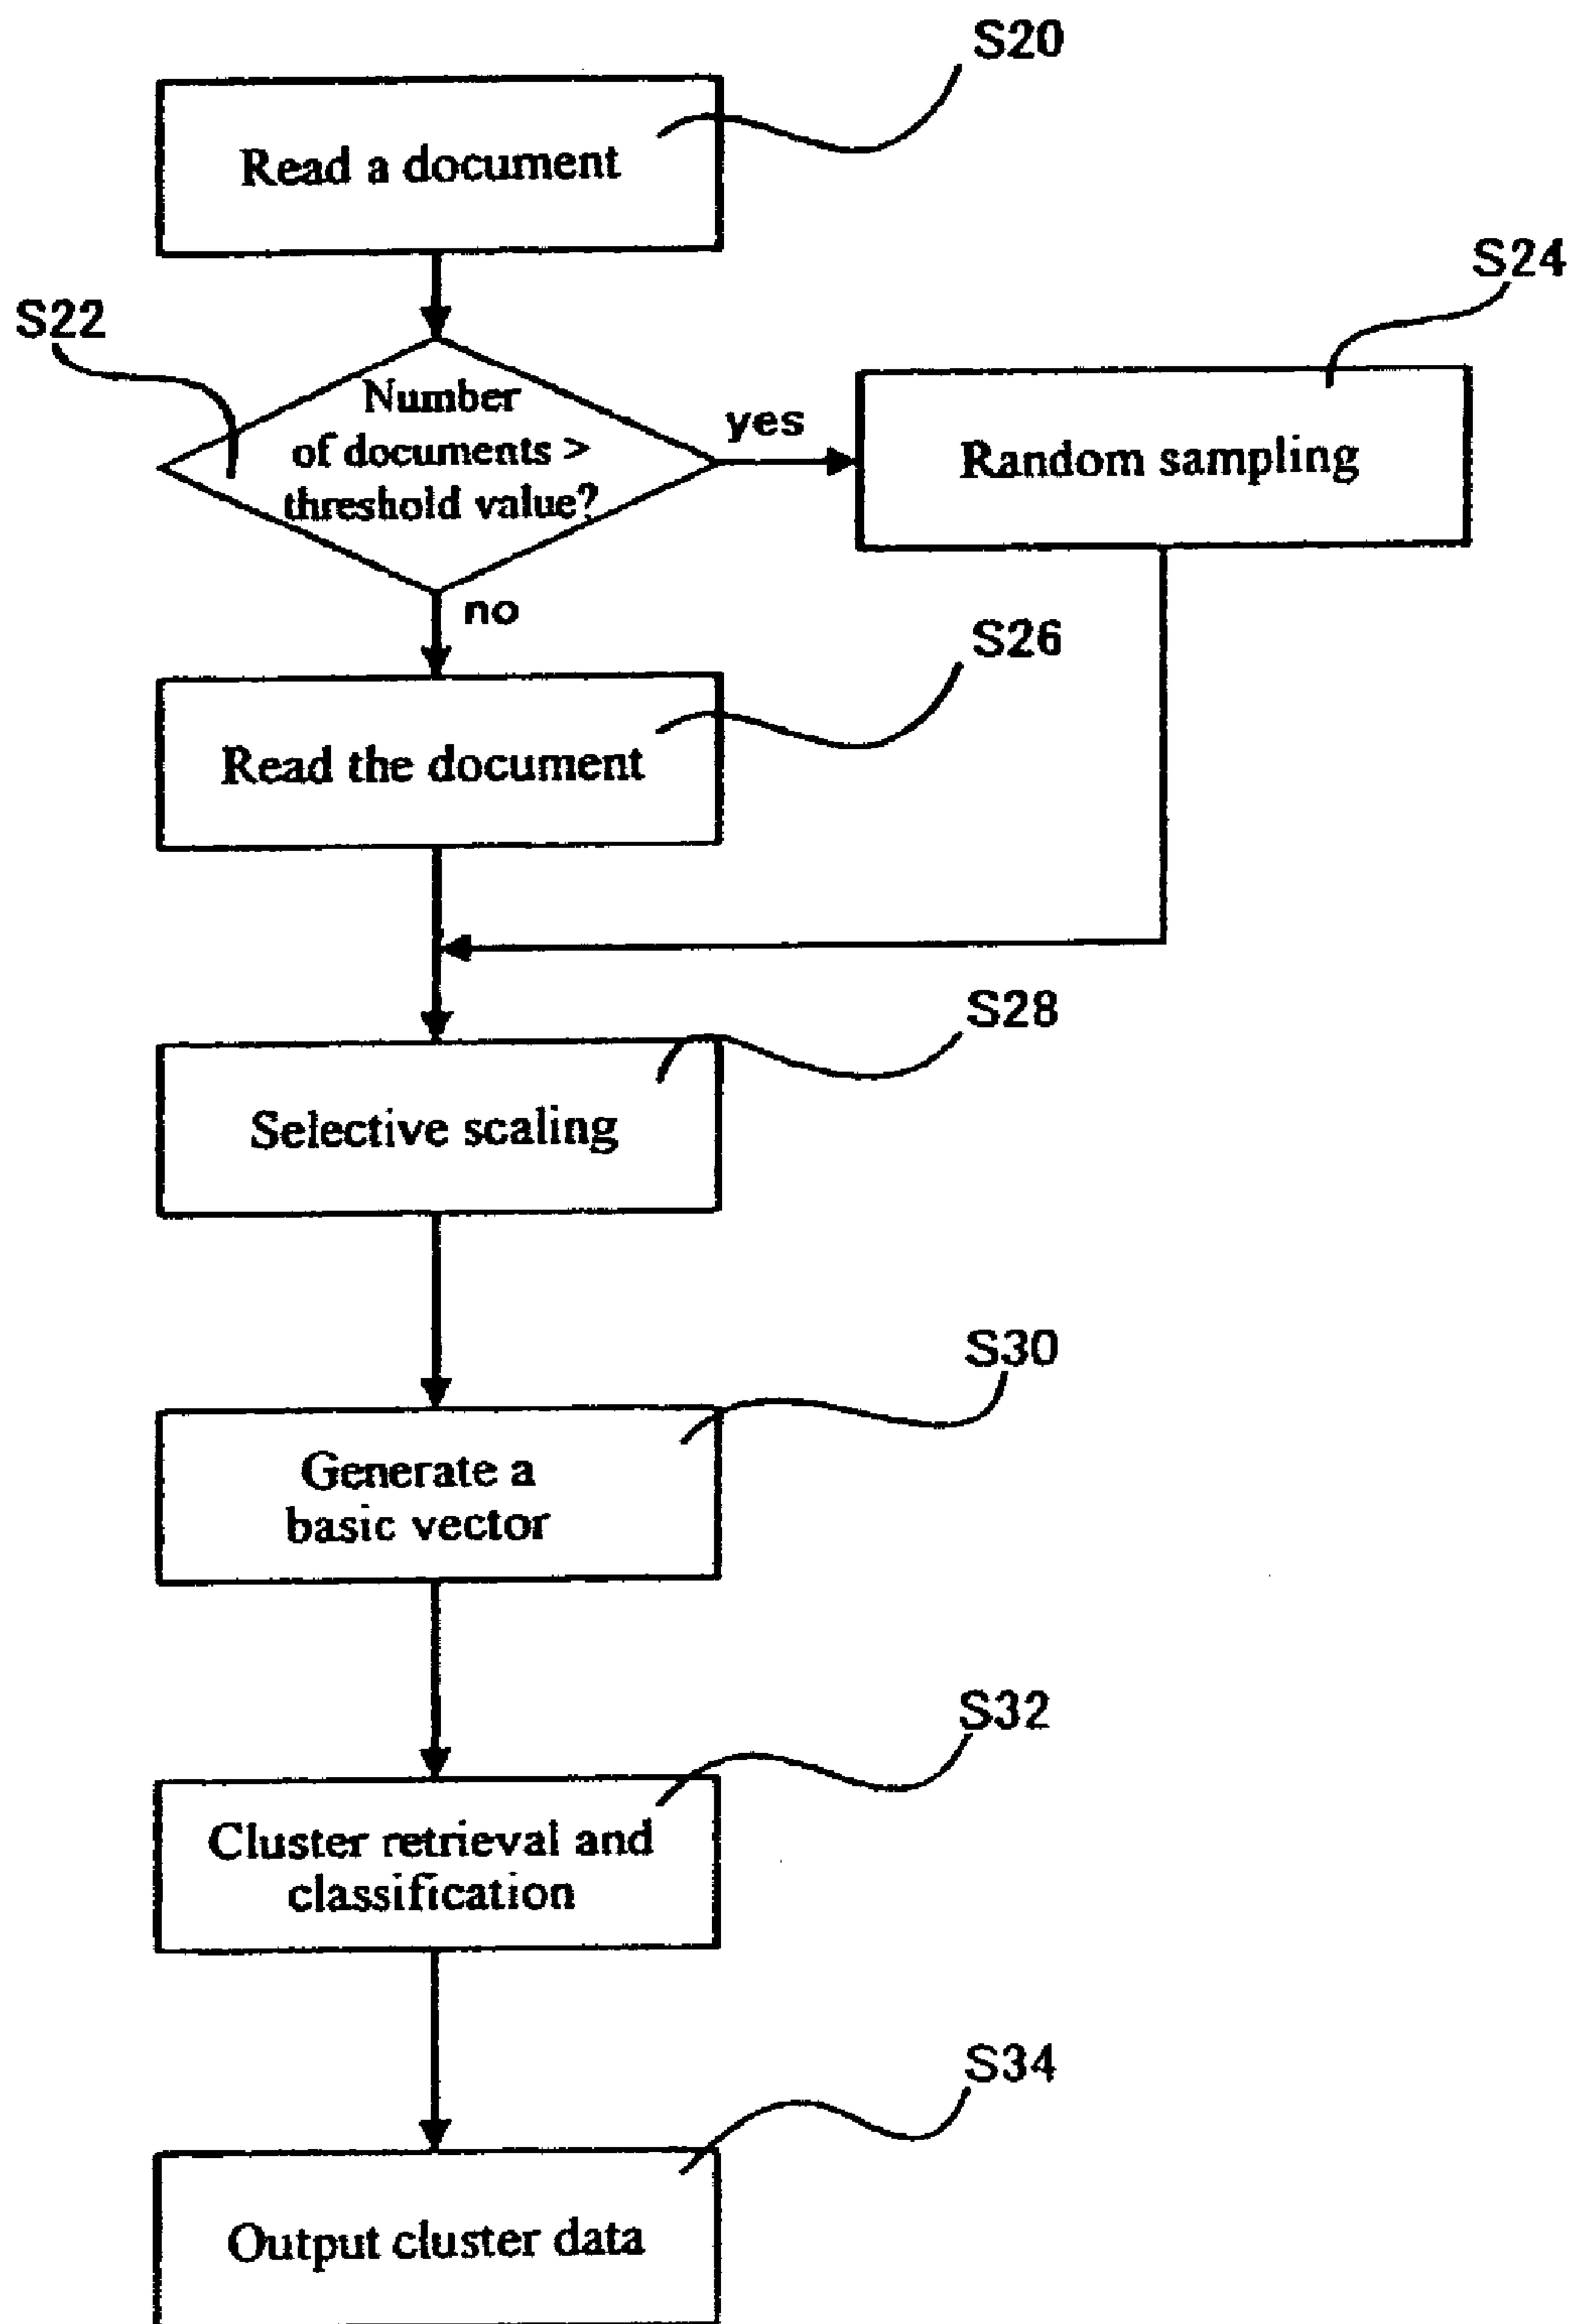 S20
Read a document
S24
S22
Number
of documents >
threshold value?
yes
Random sampling
no
S26
Read the document
S28
Selective scaling
S30
Generate a
basic vector
S32
Cluster retrieval and
classification
S34
Output cluster data